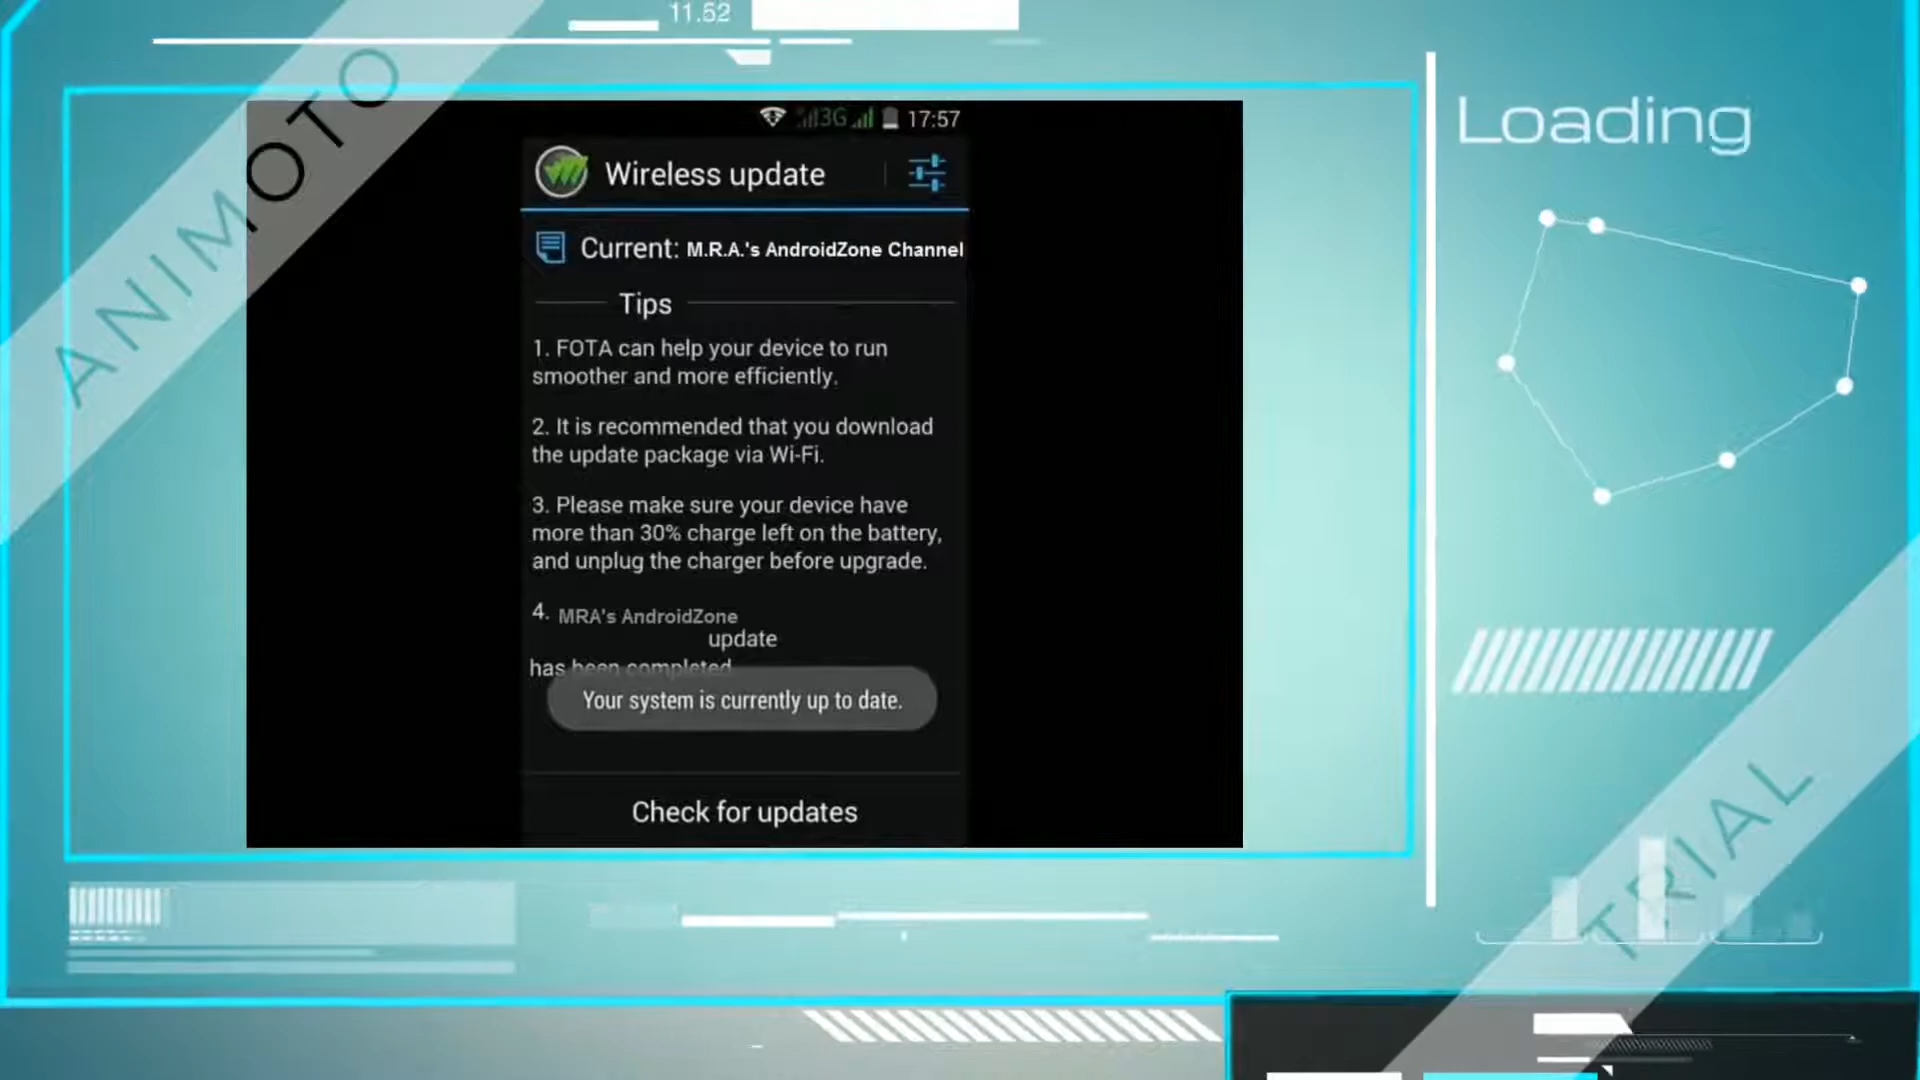 11.52
ANIMOTO
Loading
3G 17:57
Wireless update
Current: M.R.A.'s AndroidZone Channel
Tips
1. FOTA can help your device to run
smoother and more efficiently.
2. It is recommended that you download
the update package via Wi-Fi.
3. Please make sure your device have
more than 30% charge left on the battery,
and unplug the charger before upgrade.
4. MRA's AndroidZone
update
has been completed
Your system is currently up to date.
Check for updates
TRIAL